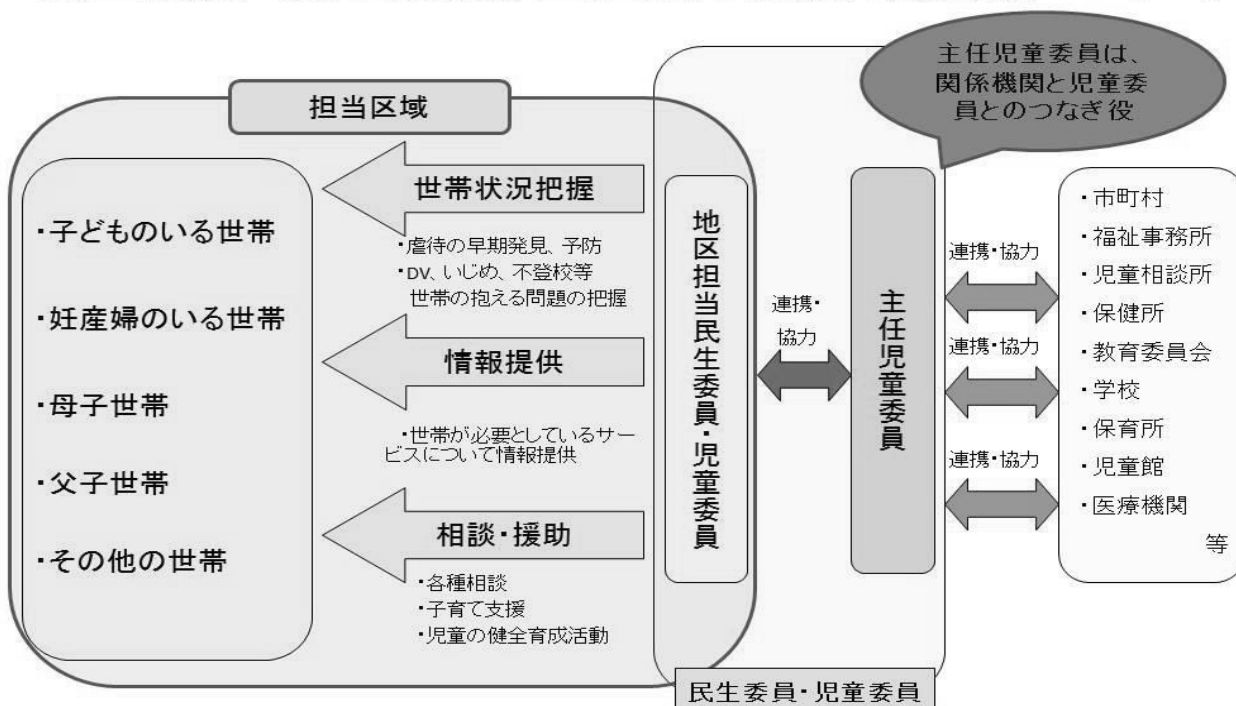 主任児童委員は、
関係機関と児童委
員とのつなぎ役
担当区域
・子どものいる世帯
・妊産婦のいる世帯
・母子世帯
・父子世帯
・その他の世帯
世帯状況把握
・虐待の早期発見、予防
・DV、いじめ、不登校等
世帯の抱える問題の把握
情報提供
・世帯が必要としているサー
ビスについて情報提供
相談・援助
・各種相談
・子育て支援
・児童の健全育成活動
地区担当民生委員・児童委員
連携・
協力
主任児童委員
連携・協力
連携・協力
連携・協力
・市町村
・福祉事務所
・児童相談所
・保健所
・教育委員会
・学校
・保育所
・児童館
・医療機関
等
民生委員・児童委員